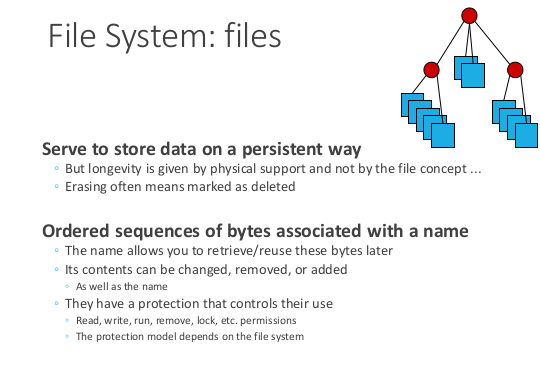 File System: files
Serve to store data on a persistent way
But longevity is given by physical support and not by the file concept ...
Erasing often means marked as deleted
Ordered sequences of bytes associated with a name
The name allows you to retrieve/reuse these bytes later
Its contents can be changed, removed, or added
As well as the name
They have a protection that controls their use
Read, write, run, remove, lock, etc. permissions
The protection model depends on the file system